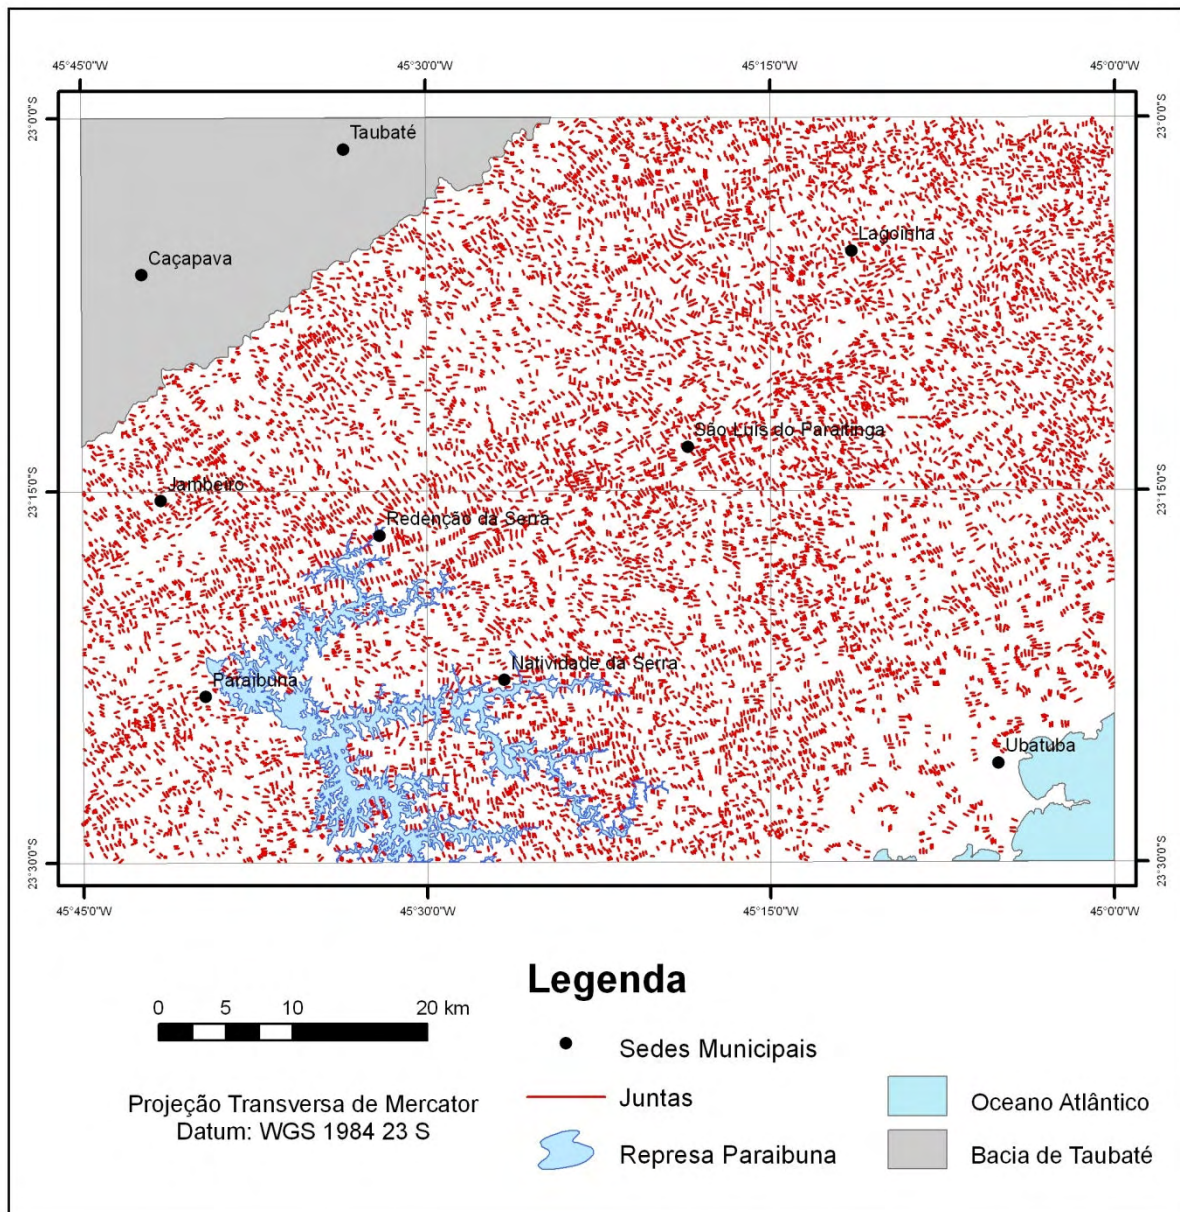 45°45'0"W 45°30'0"W 45°15'0"W 45°0'0"W
23°0'0"S 23°0'0"S
Taubaté
Lagoinha
Caçapava
São Luís do Paraitinga
Jambeiro
23°15'0"S 23°15'0"S
Redenção da Serra
Natividade da Serra
Paraibuna
Ubatuba
23°30'0"S 23°30'0"S
45°45'0"W 45°30'0"W 45°15'0"W 45°0'0"W
Legenda
0 5 10 20 km
Sedes Municipais
Juntas
Projeção Transversa de Mercator
Datum: WGS 1984 23 S
Oceano Atlântico
Represa Paraibuna
Bacia de Taubaté